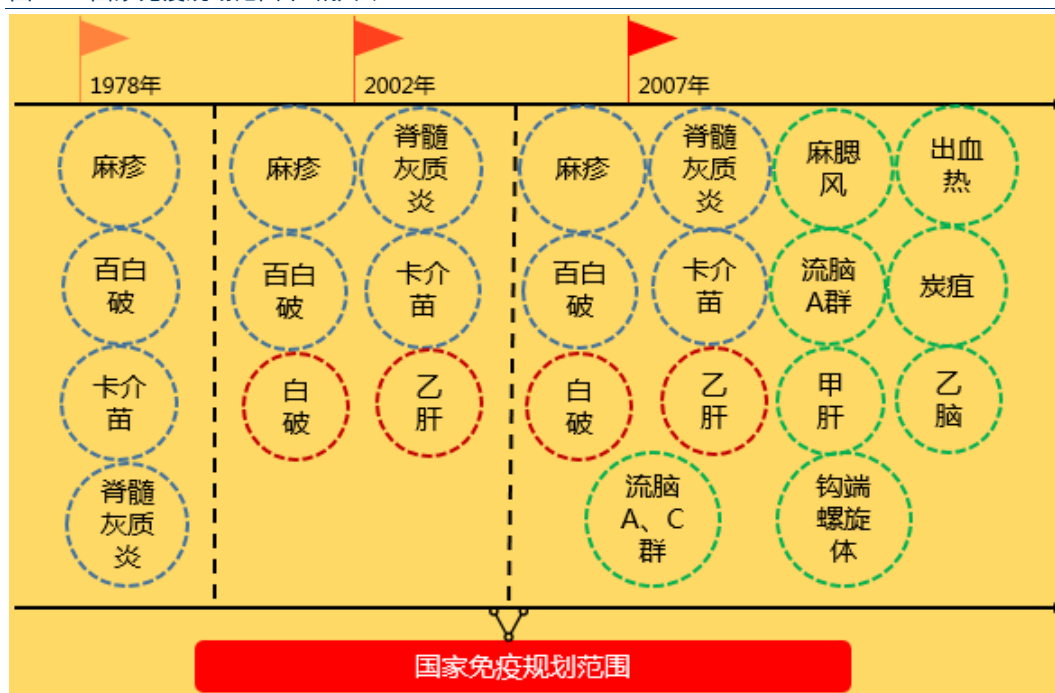 1978年
2002年
2007年
麻疹
百白
破
卡介
苗
脊髓
灰质
炎
麻疹
脊髓
灰质
炎
百白
破
卡介
苗
白
破
乙
肝
麻疹
脊髓
灰质
炎
麻腮
风
出血
热
百白
破
卡介
苗
流脑
A群
炭疽
白
破
乙
肝
甲
肝
乙
脑
流脑
A、C
群
钩端
螺旋
体
国家免疫规划范围